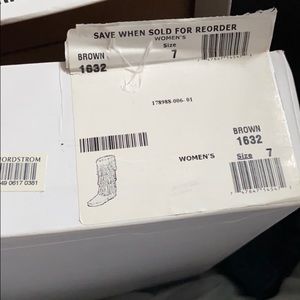 SAVE WHEN SOLD FOR REORDER
WOMEN'S
BROWN Size
1632 7
178988-006-01
BROWN
1632
WOMEN'S Size 7
NORDSTROM
49 0617 0381